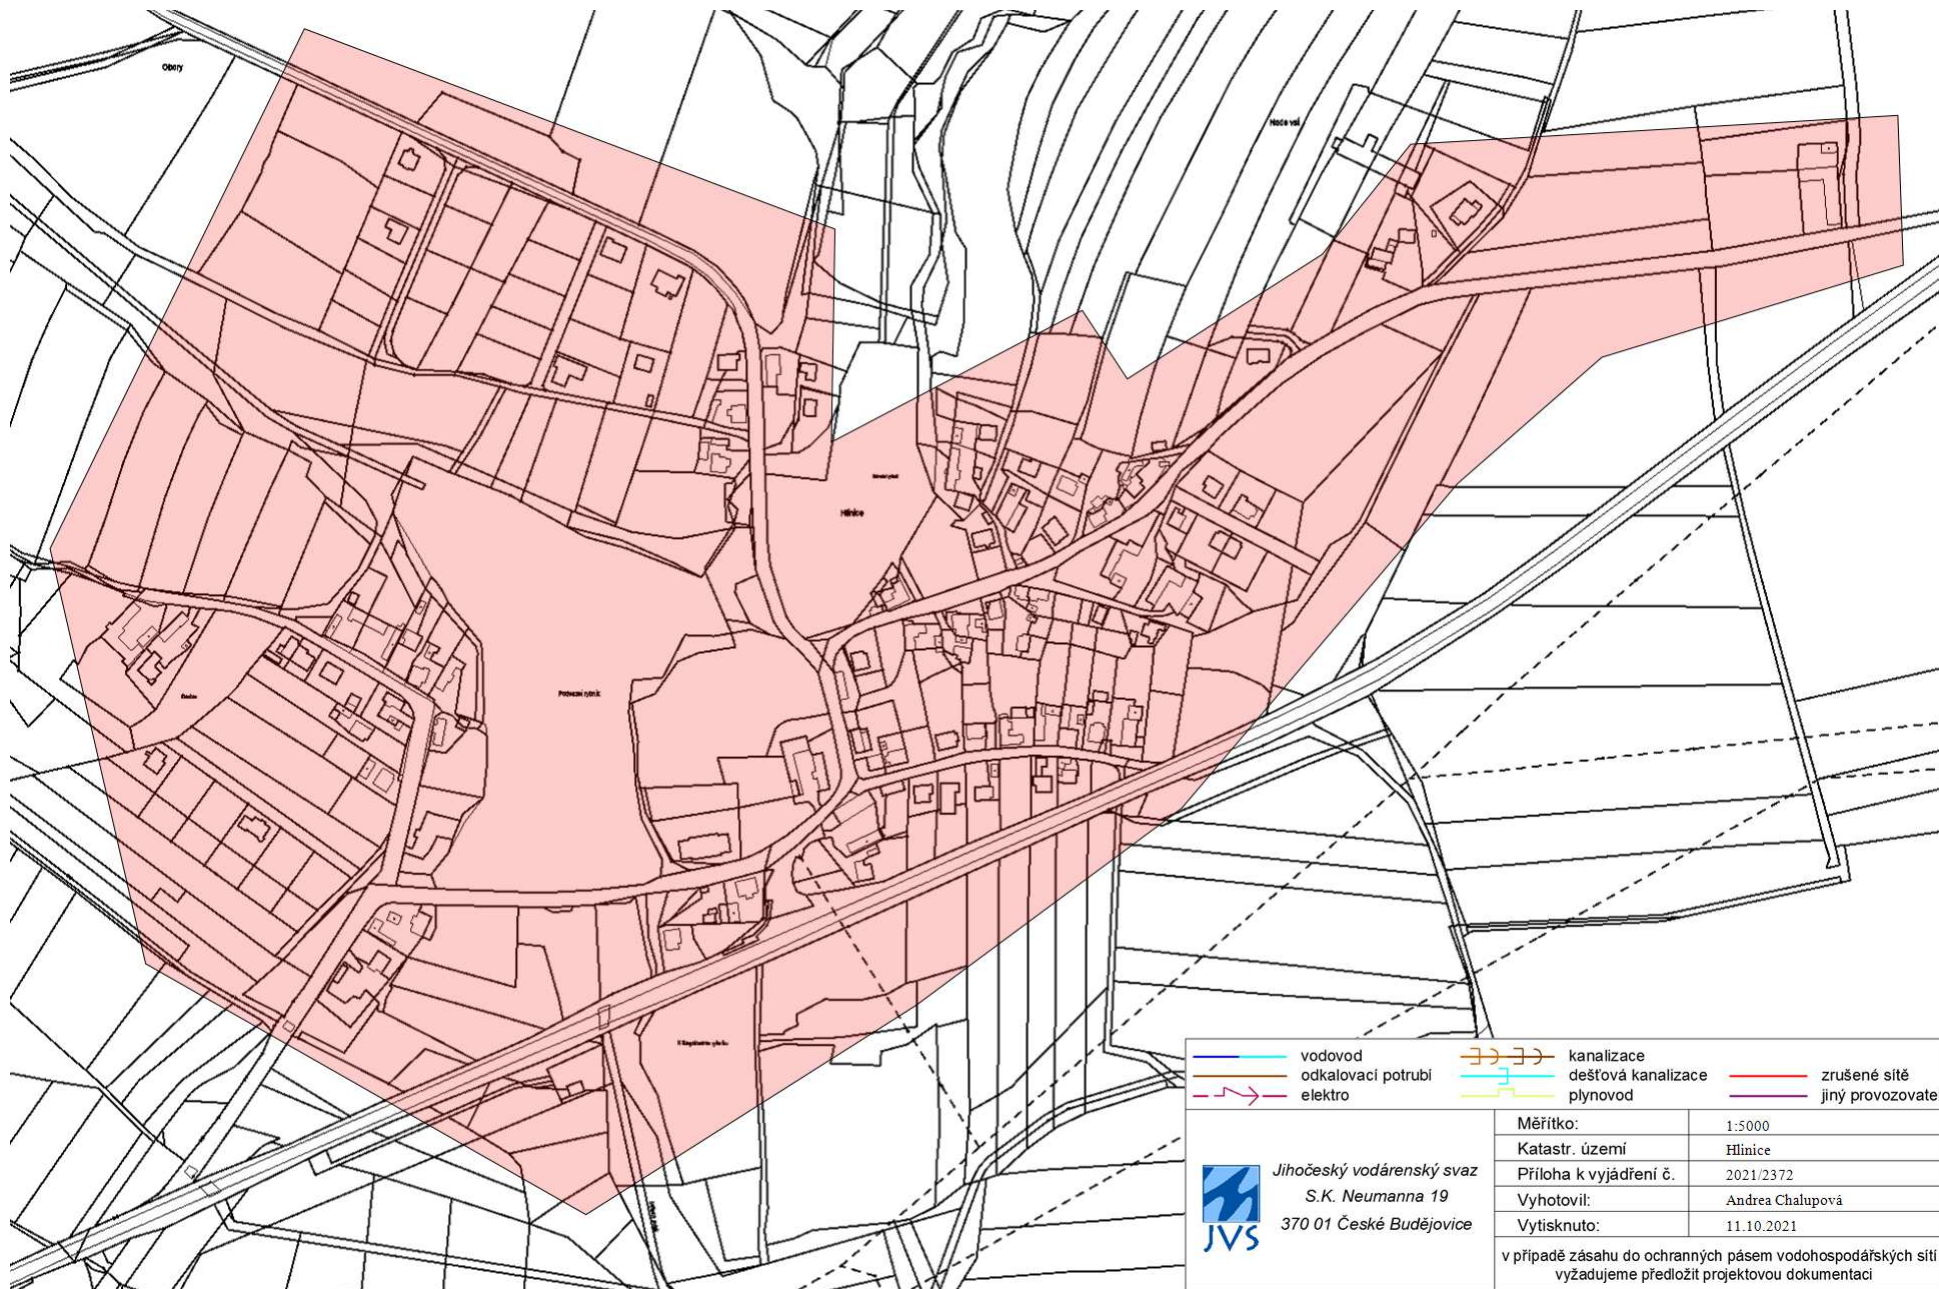 Obory
Hlinice
vodovod
kanalizace
odkalovací potrubí
dešťová kanalizace
zrušené sítě
elektro
plynovod
jiný provozovate
Měřítko: 1:5000
Katastr. území Hlinice
Příloha k vyjádření č. 2021/2372
Vyhotovil: Andrea Chalupová
Vytisknuto: 11.10.2021
Jihočeský vodárenský svaz
S.K. Neumanna 19
370 01 České Budějovice
JVS
v případě zásahu do ochranných pásem vodohospodářských sítí
vyžadujeme předložit projektovou dokumentaci